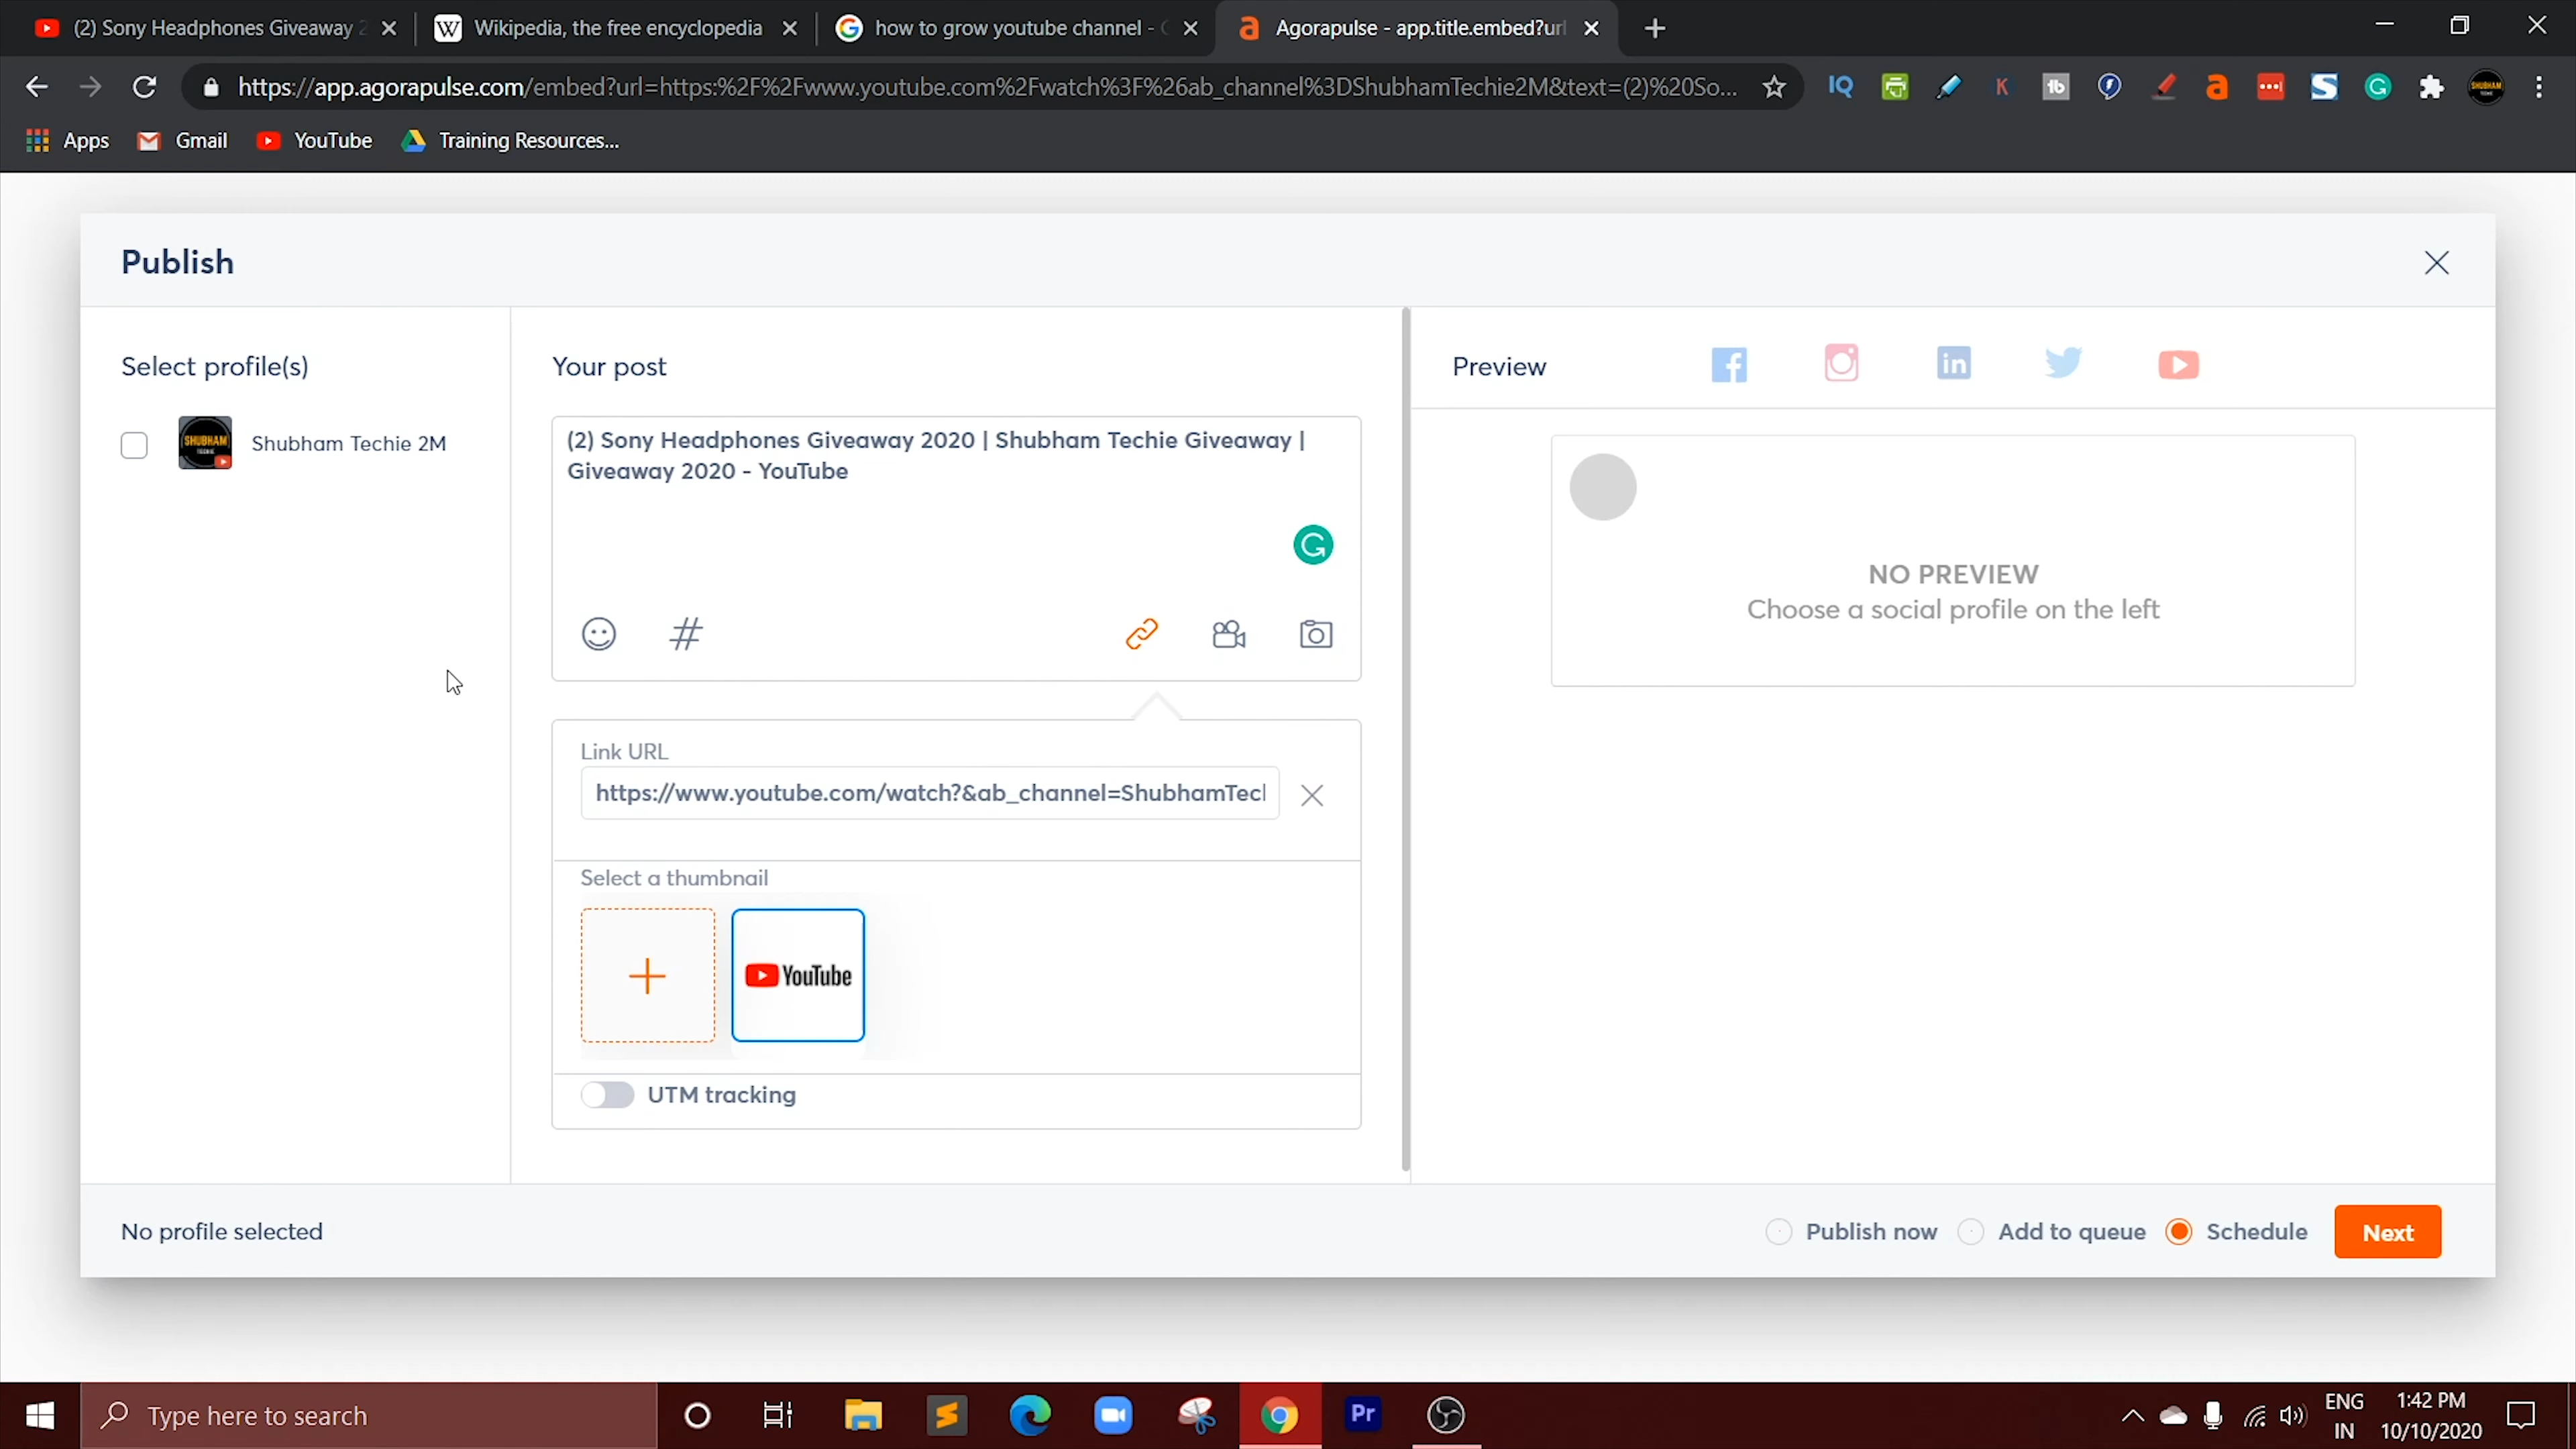 (2) Sony Headphones Giveaway 2
Wikipedia, the free encyclopedia
how to grow youtube channel -
Agorapulse - app.title.embed?url
https://app.agorapulse.com/embed?url=https:%2F%2Fwww.youtube.com%2Fwatch%3F%26ab_channel%3DShubhamTechie2M&text=(2)%20So...
Apps
Gmail
YouTube
Training Resources...
Publish
Select profile(s)
Your post
Preview
SHUBHAM
TECHIE
Shubham Techie 2M
(2) Sony Headphones Giveaway 2020 | Shubham Techie Giveaway |
Giveaway 2020 - YouTube
NO PREVIEW
Choose a social profile on the left
Link URL
https://www.youtube.com/watch?&ab_channel=ShubhamTecl
Select a thumbnail
YouTube
UTM tracking
No profile selected
Publish now
Add to queue
Schedule
Next
Type here to search
Pr
ENG
IN
1:42 PM
10/10/2020